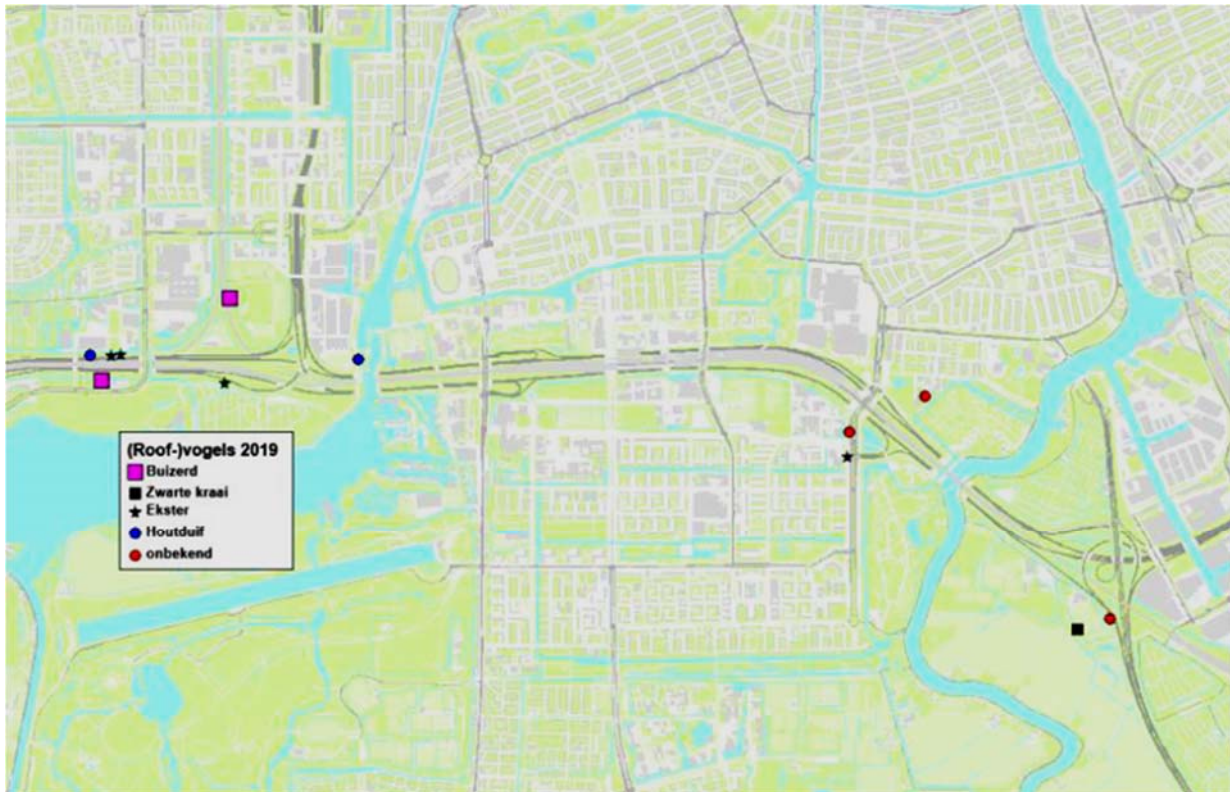 (Roof-)vogels 2019
Buizerd
Zwarte kraai
Ekster
Houtduif
onbekend